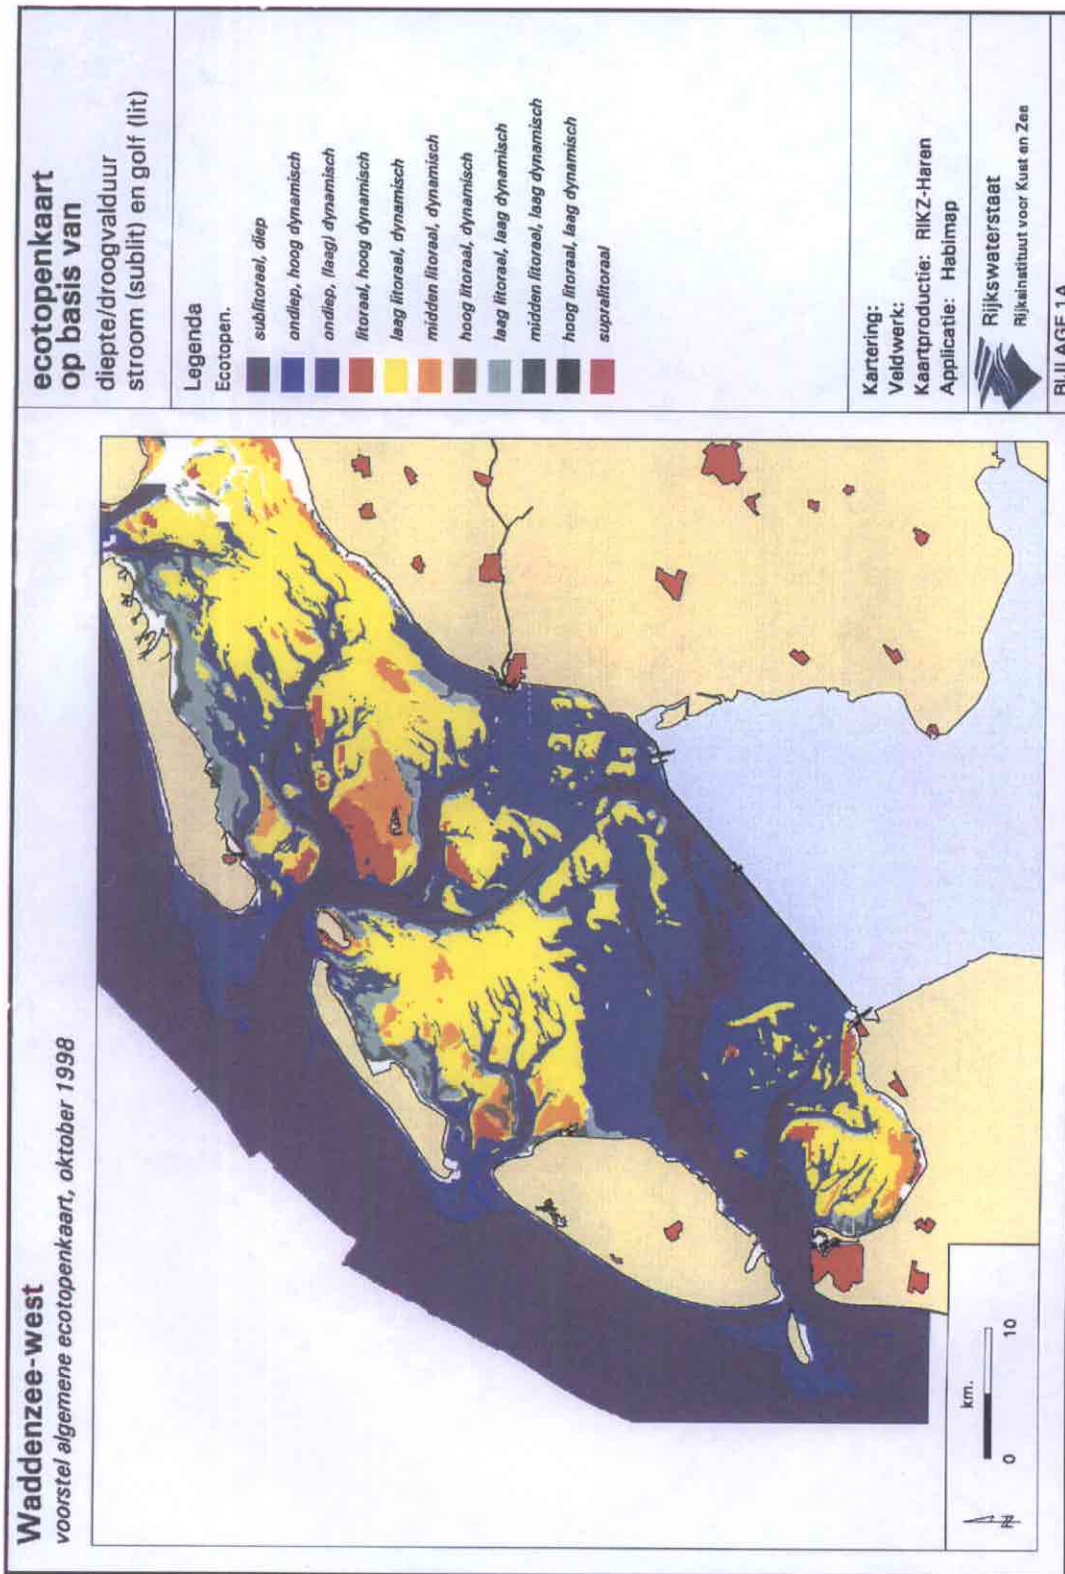 Waddenzee-west
voorstel algemene ecotopenkaart, oktober 1998
km.
0 10
N
ecotopenkaart
op basis van
diepte/droogvalduur
stroom (sublit) en golf (lit)
Legenda
Ecotopen.
sublitoraal, diep
ondiep, hoog dynamisch
ondiep, (laag) dynamisch
litoraal, hoog dynamisch
laag litoraal, dynamisch
midden litoraal, dynamisch
hoog litoraal, dynamisch
laag litoraal, laag dynamisch
midden litoraal, laag dynamisch
hoog litoraal, laag dynamisch
supralitoraal
Kartering:
Veldwerk:
Kaartproductie: RIKZ-Haren
Applicatie: Habimap
Rijkswaterstaat
Rijksinstituut voor Kust en Zee
BIJLAGE 1A